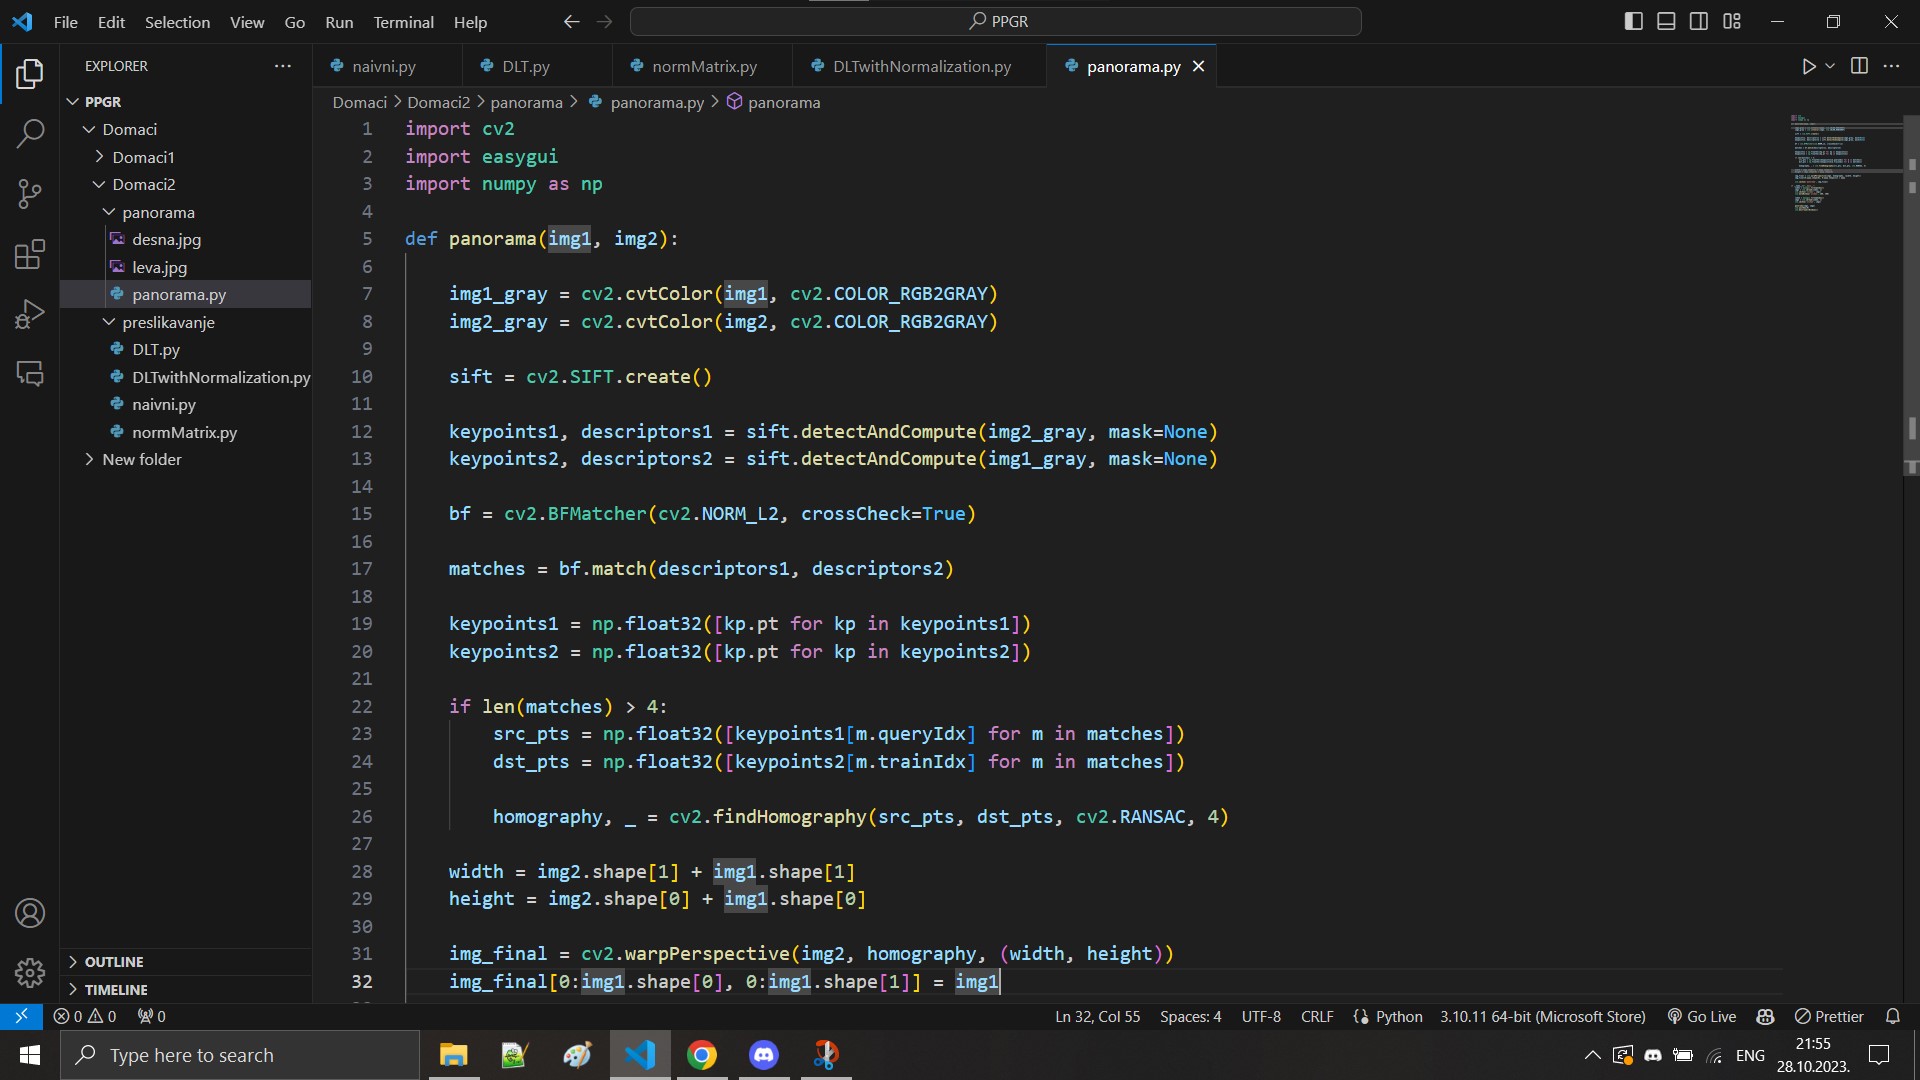 File Edit Selection View Go Run Terminal Help PPGR
EXPLORER
PPGR
Domaci
Domaci1
Domaci2
panorama
desna.jpg
leva.jpg
panorama.py
preslikavanje
DLT.py
DLTwithNormalization.py
naivni.py
normMatrix.py
New folder
OUTLINE
TIMELINE
naivni.py DLT.py normMatrix.py DLTwithNormalization.py panorama.py
Domaci > Domaci2 > panorama > panorama.py > panorama
1 import cv2
2 import easygui
3 import numpy as np
4
5 def panorama(img1, img2):
6
7 img1_gray = cv2.cvtColor(img1, cv2.COLOR_RGB2GRAY)
8 img2_gray = cv2.cvtColor(img2, cv2.COLOR_RGB2GRAY)
9
10 sift = cv2.SIFT.create()
11
12 keypoints1, descriptors1 = sift.detectAndCompute(img2_gray, mask=None)
13 keypoints2, descriptors2 = sift.detectAndCompute(img1_gray, mask=None)
14
15 bf = cv2.BFMatcher(cv2.NORM_L2, crossCheck=True)
16
17 matches = bf.match(descriptors1, descriptors2)
18
19 keypoints1 = np.float32([kp.pt for kp in keypoints1])
20 keypoints2 = np.float32([kp.pt for kp in keypoints2])
21
22 if len(matches) > 4:
23 src_pts = np.float32([keypoints1[m.queryIdx] for m in matches])
24 dst_pts = np.float32([keypoints2[m.trainIdx] for m in matches])
25
26 homography, _ = cv2.findHomography(src_pts, dst_pts, cv2.RANSAC, 4)
27
28 width = img2.shape[1] + img1.shape[1]
29 height = img2.shape[0] + img1.shape[0]
30
31 img_final = cv2.warpPerspective(img2, homography, (width, height))
32 img_final[0:img1.shape[0], 0:img1.shape[1]] = img1
0 0 0 Ln 32, Col 55 Spaces: 4 UTF-8 CRLF Python 3.10.11 64-bit (Microsoft Store) Go Live Prettier
Type here to search ENG 21:55
28.10.2023.